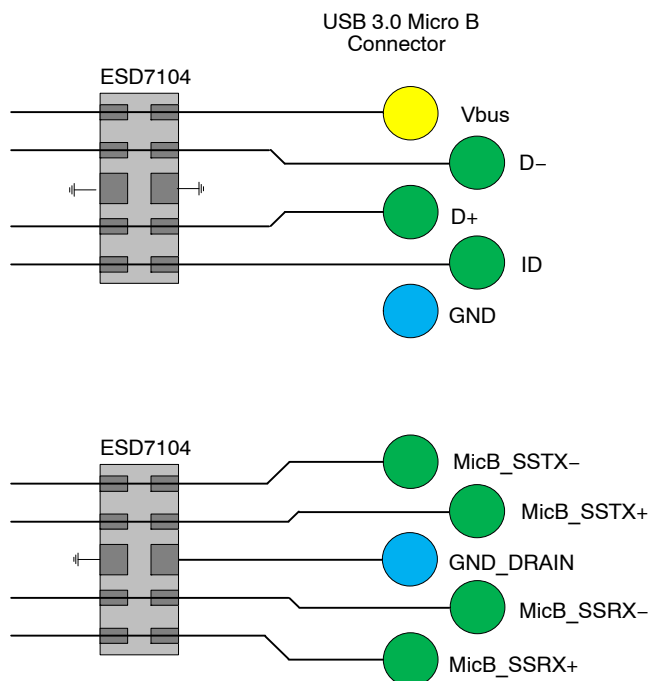 USB 3.0 Micro B
Connector
ESD7104
Vbus
D−
D+
ID
GND
ESD7104
MicB_SSTX−
MicB_SSTX+
GND_DRAIN
MicB_SSRX−
MicB_SSRX+